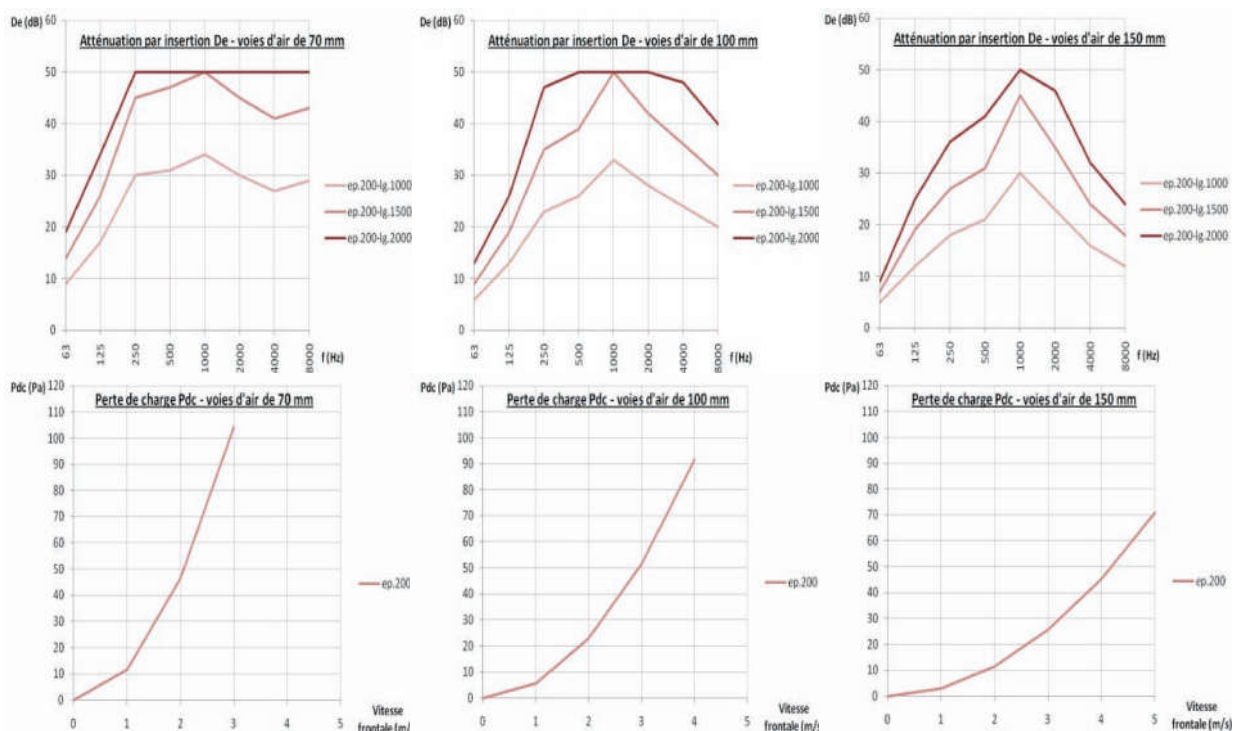 De (dB)
Atténuation par insertion De - voies d'air de 70 mm
60
50
40
30
20
10
0
63
125
250
500
1000
2000
4000
8000
f (Hz)
ep.200-lg.1000
ep.200-lg.1500
ep.200-lg.2000
De (dB)
Atténuation par insertion De - voies d'air de 100 mm
60
50
40
30
20
10
0
63
125
250
500
1000
2000
4000
8000
f (Hz)
ep.200-lg.1000
ep.200-lg.1500
ep.200-lg.2000
De (dB)
Atténuation par insertion De - voies d'air de 150 mm
60
50
40
30
20
10
0
63
125
250
500
1000
2000
4000
8000
f (Hz)
ep.200-lg.1000
ep.200-lg.1500
ep.200-lg.2000
Pdc (Pa)
Perte de charge Pdc - voies d'air de 70 mm
120
110
100
90
80
70
60
50
40
30
20
10
0
0 1 2 3 4 5
ep.200
Vitesse
frontale (m/s)
Pdc (Pa)
Perte de charge Pdc - voies d'air de 100 mm
120
110
100
90
80
70
60
50
40
30
20
10
0
0 1 2 3 4 5
ep.200
Vitesse
frontale (m/s)
Pdc (Pa)
Perte de charge Pdc - voies d'air de 150 mm
120
110
100
90
80
70
60
50
40
30
20
10
0
0 1 2 3 4 5
ep.200
Vitesse
frontale (m/s)